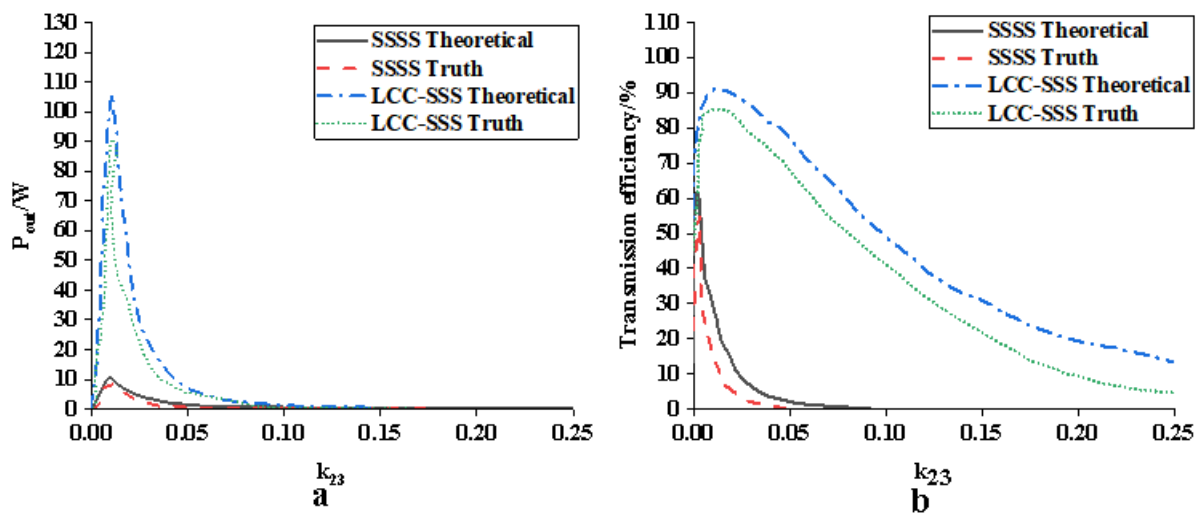 130
120
110
100
90
80
70
60
50
40
30
20
10
0
P_out/W
SSSS Theoretical
SSSS Truth
LCC-SSS Theoretical
LCC-SSS Truth
0.00 0.05 0.10 0.15 0.20 0.25
k_23
a
110
100
90
80
70
60
50
40
30
20
10
0
Transmission efficiency/%
SSSS Theoretical
SSSS Truth
LCC-SSS Theoretical
LCC-SSS Truth
0.00 0.05 0.10 0.15 0.20 0.25
k23
b